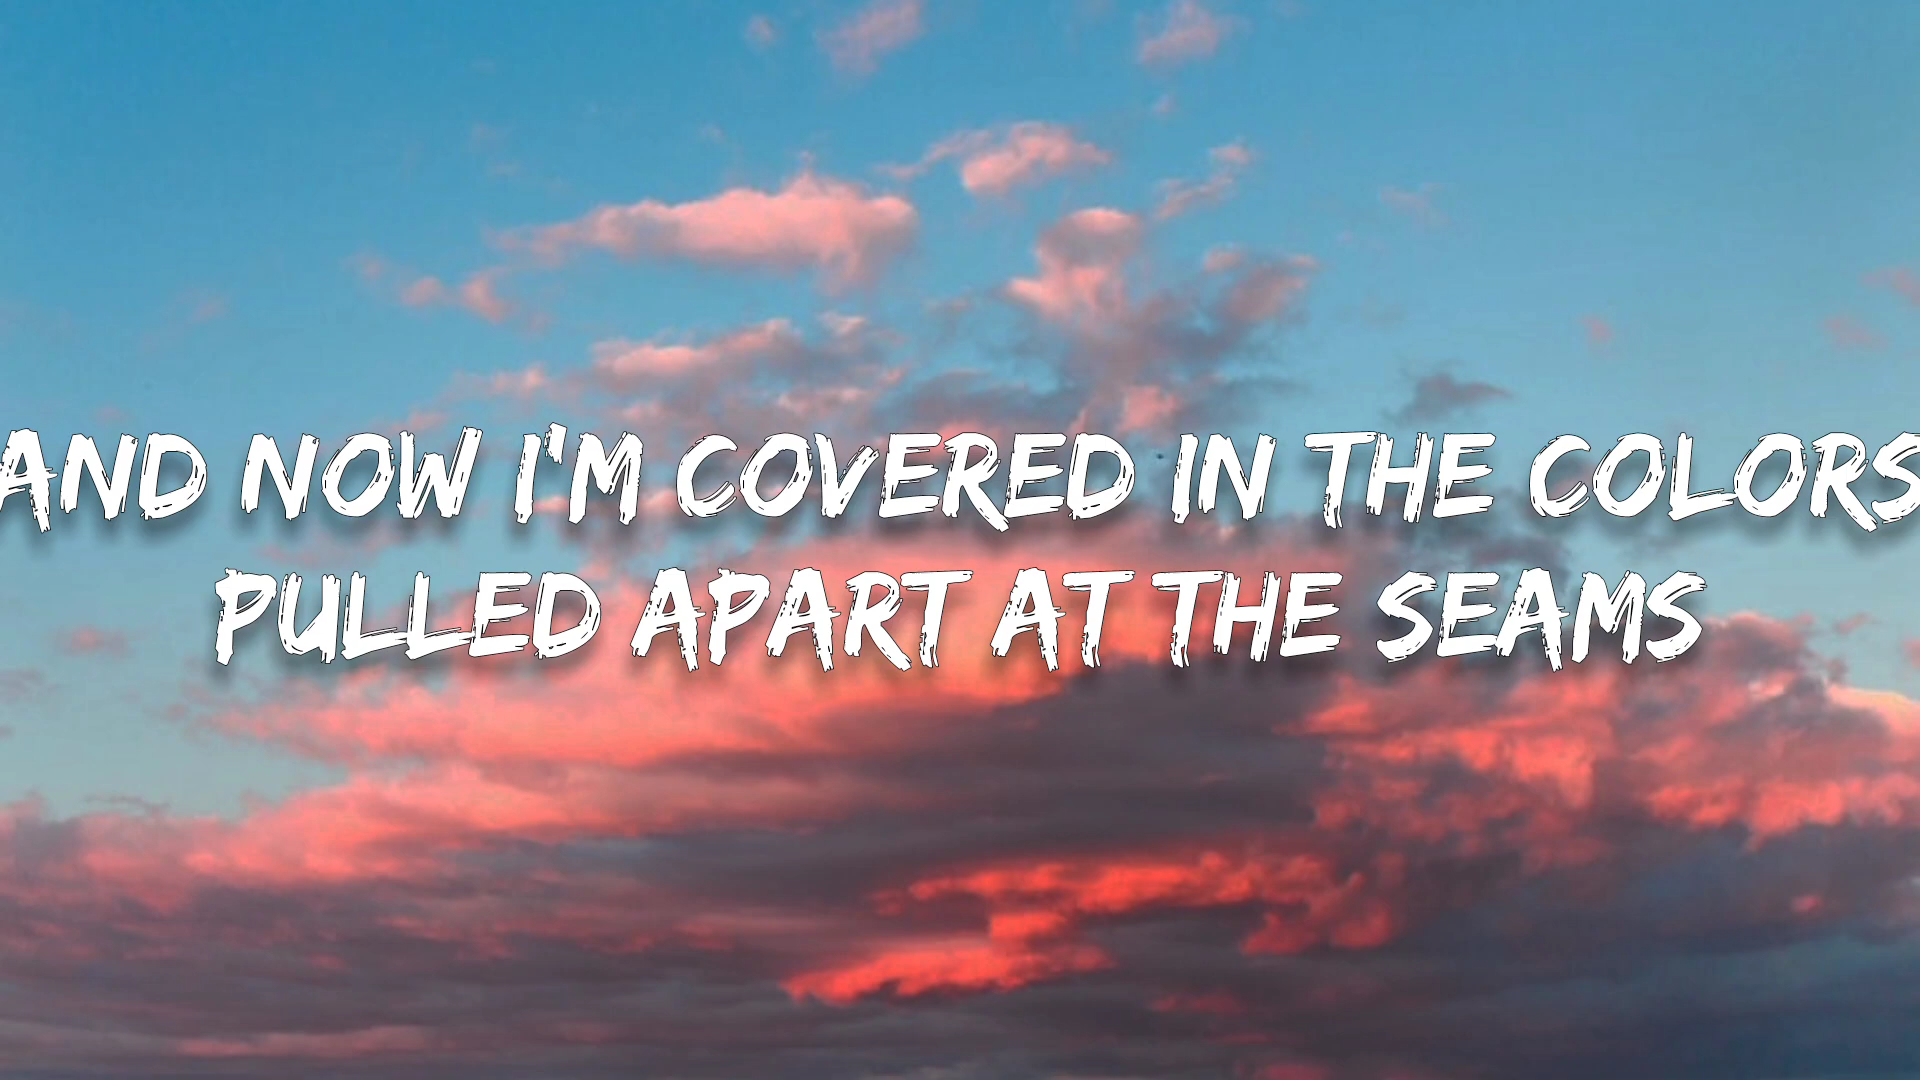 AND NOW I'M COVERED IN THE COLORS
PULLED APART AT THE SEAMS